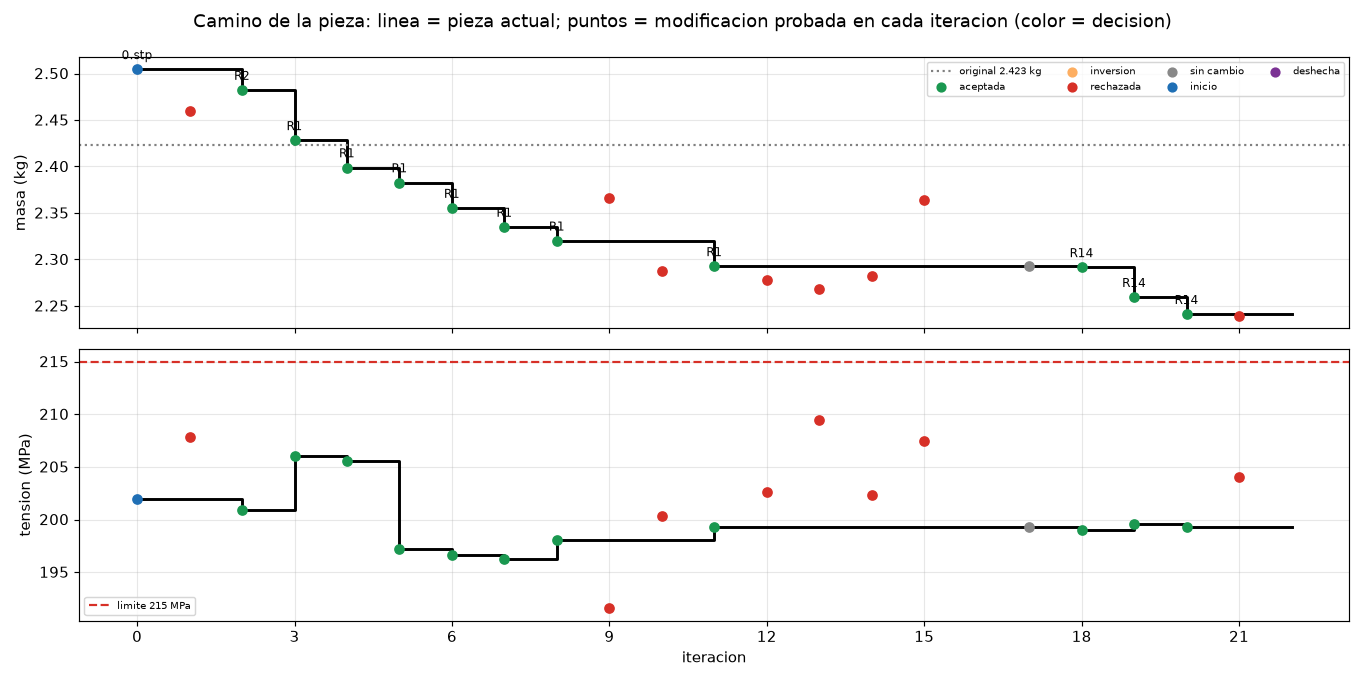 Camino de la pieza: linea = pieza actual; puntos = modificacion probada en cada iteracion (color = decision)
0.stp
R2
R1
R1
R1
R1
R1
R1
R1
R14
R14
R14
original 2.423 kg
aceptada
inversion
rechazada
sin cambio
inicio
deshecha
masa (kg)
2.50
2.45
2.40
2.35
2.30
2.25
tension (MPa)
215
210
205
200
195
limite 215 MPa
0
3
6
9
12
15
18
21
iteracion